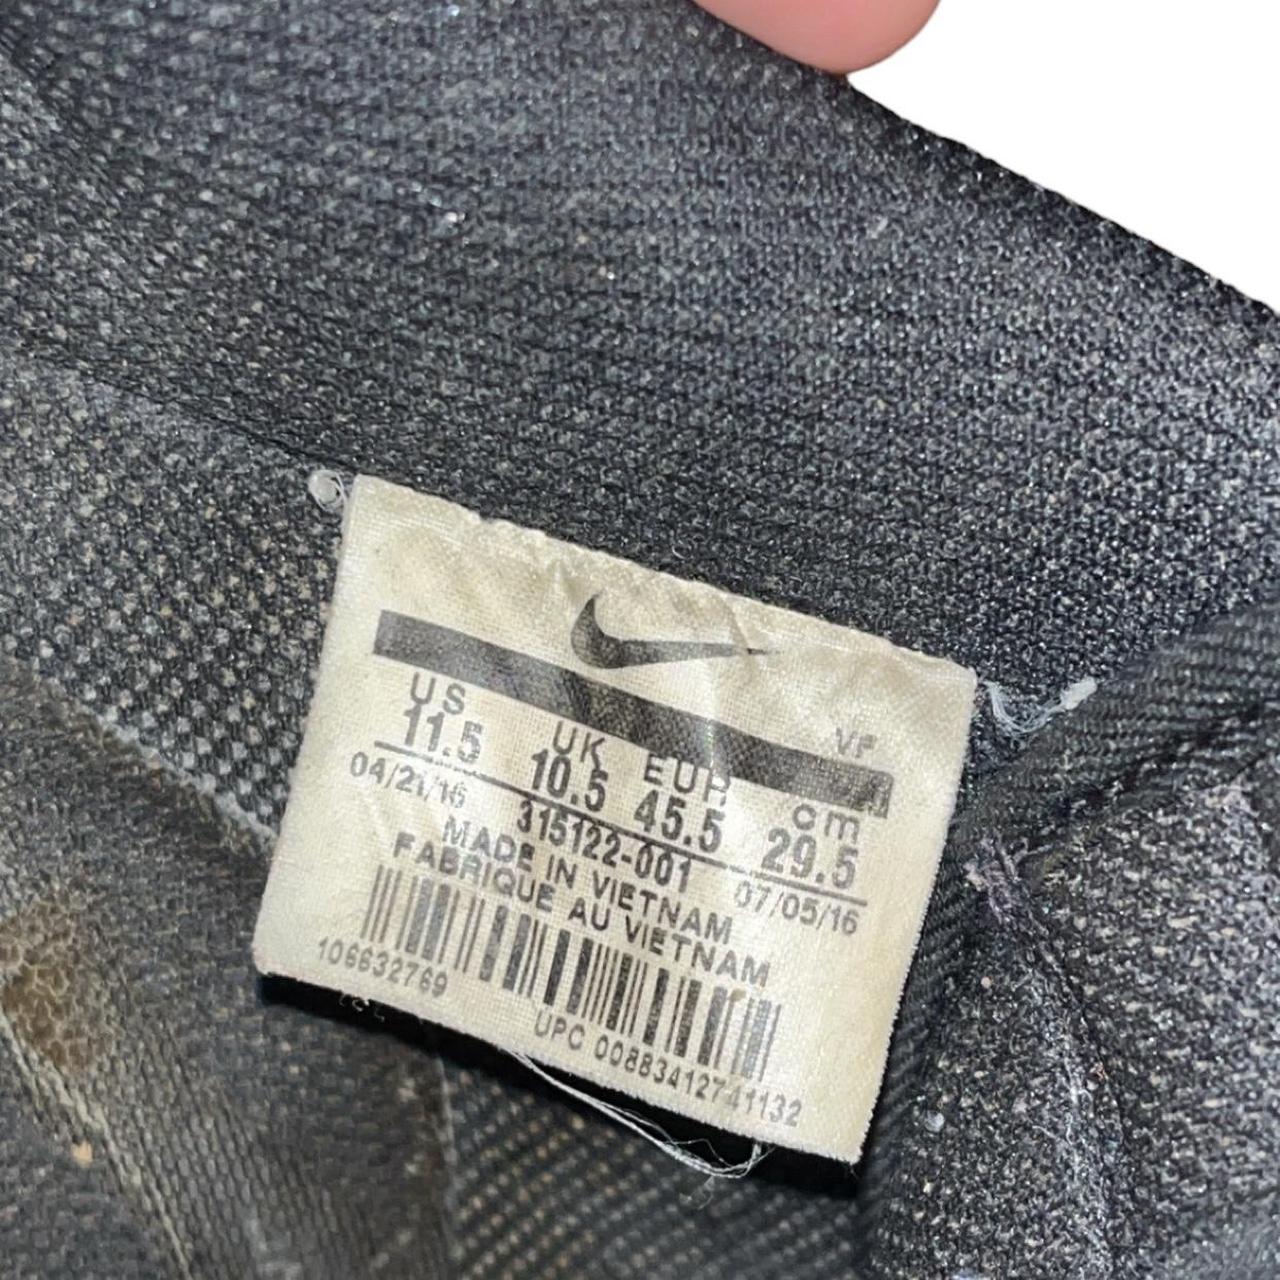 VF
US UK EUR cm
11.5 10.5 45.5 29.5
04/21/16 315122-001 07/05/16
MADE IN VIETNAM
FABRIQUE AU VIETNAM
106632769
UPC 00883412741132